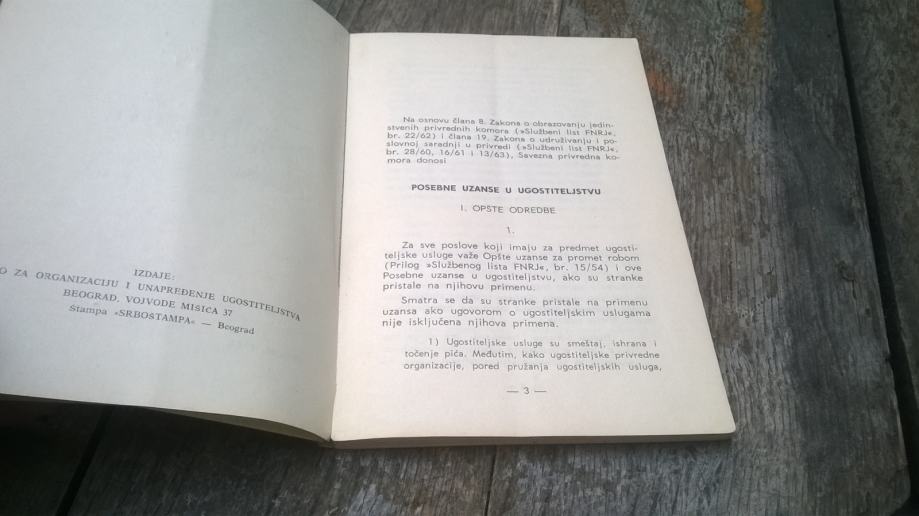 IZDAJE:
O ZA ORGANIZACIJU I UNAPREĐENJE UGOSTITELJSTVA
BEOGRAD, VOJVODE MIŠIĆA 37
Štampa »SRBOŠTAMPA« — Beograd
Na osnovu člana 8. Zakona o obrazovanju jedin-
stvenih privrednih komora (»Službeni list FNRJ«,
br. 22/62) i člana 19. Zakona o udruživanju i po-
slovnoj saradnji u privredi (»Službeni list FNRJ«,
br. 28/60, 16/61 i 13/63), Savezna privredna ko-
mora donosi
POSEBNE UZANSE U UGOSTITELJSTVU
I. OPŠTE ODREDBE
1.
Za sve poslove koji imaju za predmet ugosti-
teljske usluge važe Opšte uzanse za promet robom
(Prilog »Službenog lista FNRJ«, br. 15/54) i ove
Posebne uzanse u ugostiteljstvu, ako su stranke
pristale na njihovu primenu.
Smatra se da su stranke pristale na primenu
uzansa ako ugovorom o ugostiteljskim uslugama
nije isključena njihova primena.
1) Ugostiteljske usluge su smeštaj, ishrana i
točenje pića. Međutim, kako ugostiteljske privredne
organizacije, pored pružanja ugostiteljskih usluga,
— 3 —